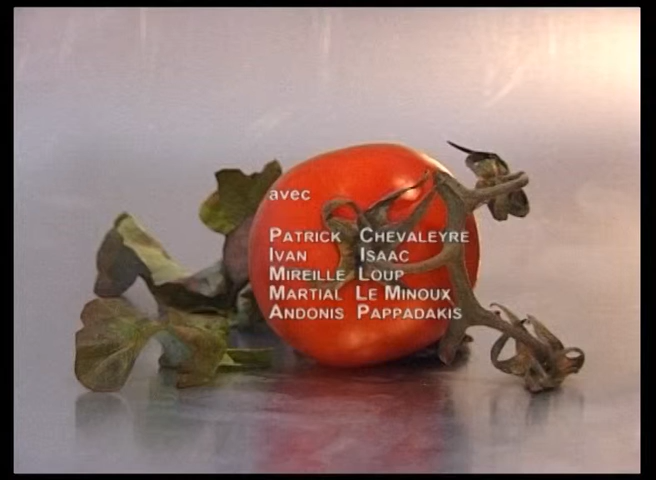 avec
PATRICK CHEVALEYRE
IVAN ISAAC
MIREILLE LOUP
MARTIAL LE MINOUX
ANDONIS PAPPADAKIS